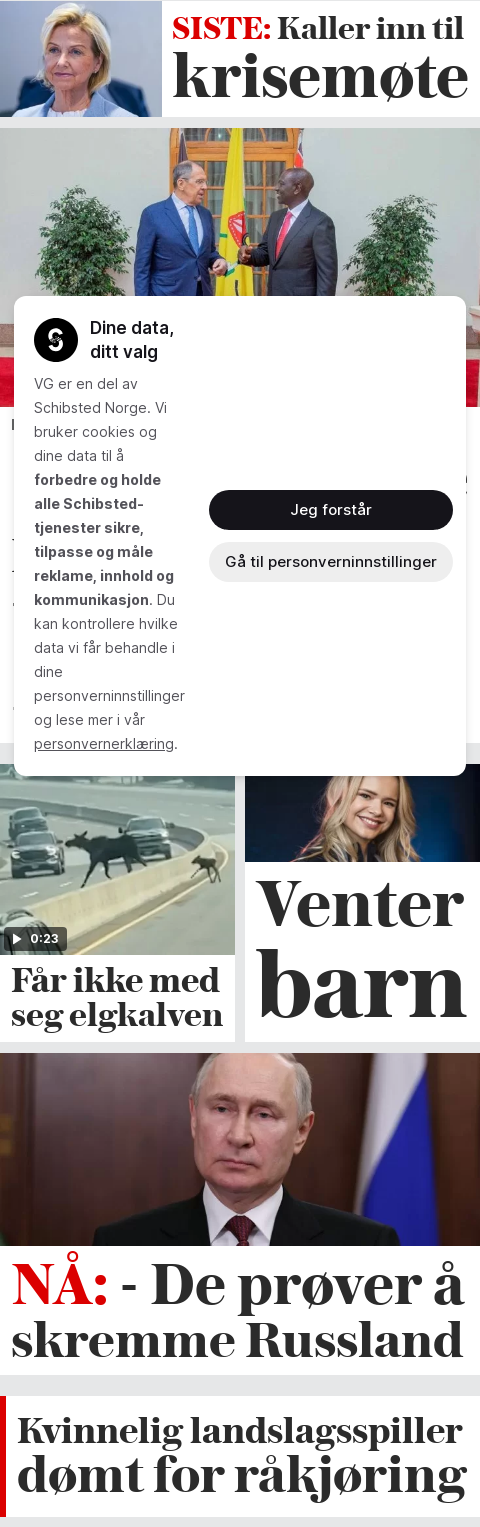 SISTE: Kaller inn til
krisemøte
Dine data,
ditt valg
VG er en del av
Schibsted Norge. Vi
bruker cookies og
dine data til å
forbedre og holde
alle Schibsted-
tjenester sikre,
tilpasse og måle
reklame, innhold og
kommunikasjon. Du
kan kontrollere hvilke
data vi får behandle i
dine
personverninnstillinger
og lese mer i vår
personvernerklæring.
Jeg forstår
Gå til personverninnstillinger
0:23
Får ikke med
seg elgkalven
Venter
barn
NÅ: - De prøver å
skremme Russland
Kvinnelig landslagsspiller
dømt for råkjøring